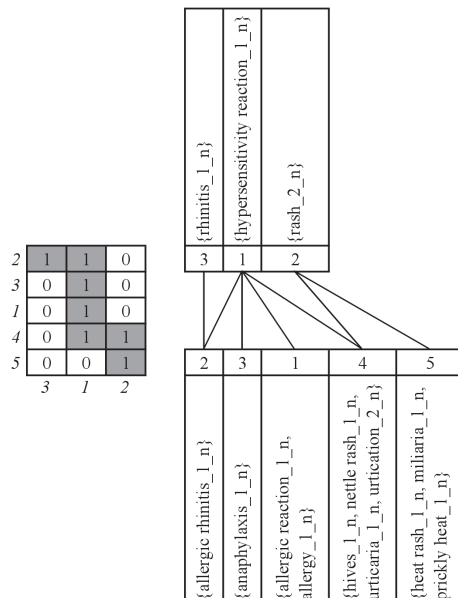 {rhinitis_1_n}
{hypersensitivity reaction_1_n}
{rash_2_n}
3 1 2
2 1 1 0
3 0 1 0
1 0 1 0
4 0 1 1
5 0 0 1
3 1 2
2 3 1 4 5
{allergic rhinitis_1_n}
{anaphylaxis_1_n}
{allergic reaction_1_n,
allergy_1_n}
{hives_1_n, nettle rash_1_n,
urticaria_1_n, urtication_2_n}
{heat rash_1_n, miliaria_1_n,
prickly heat_1_n}